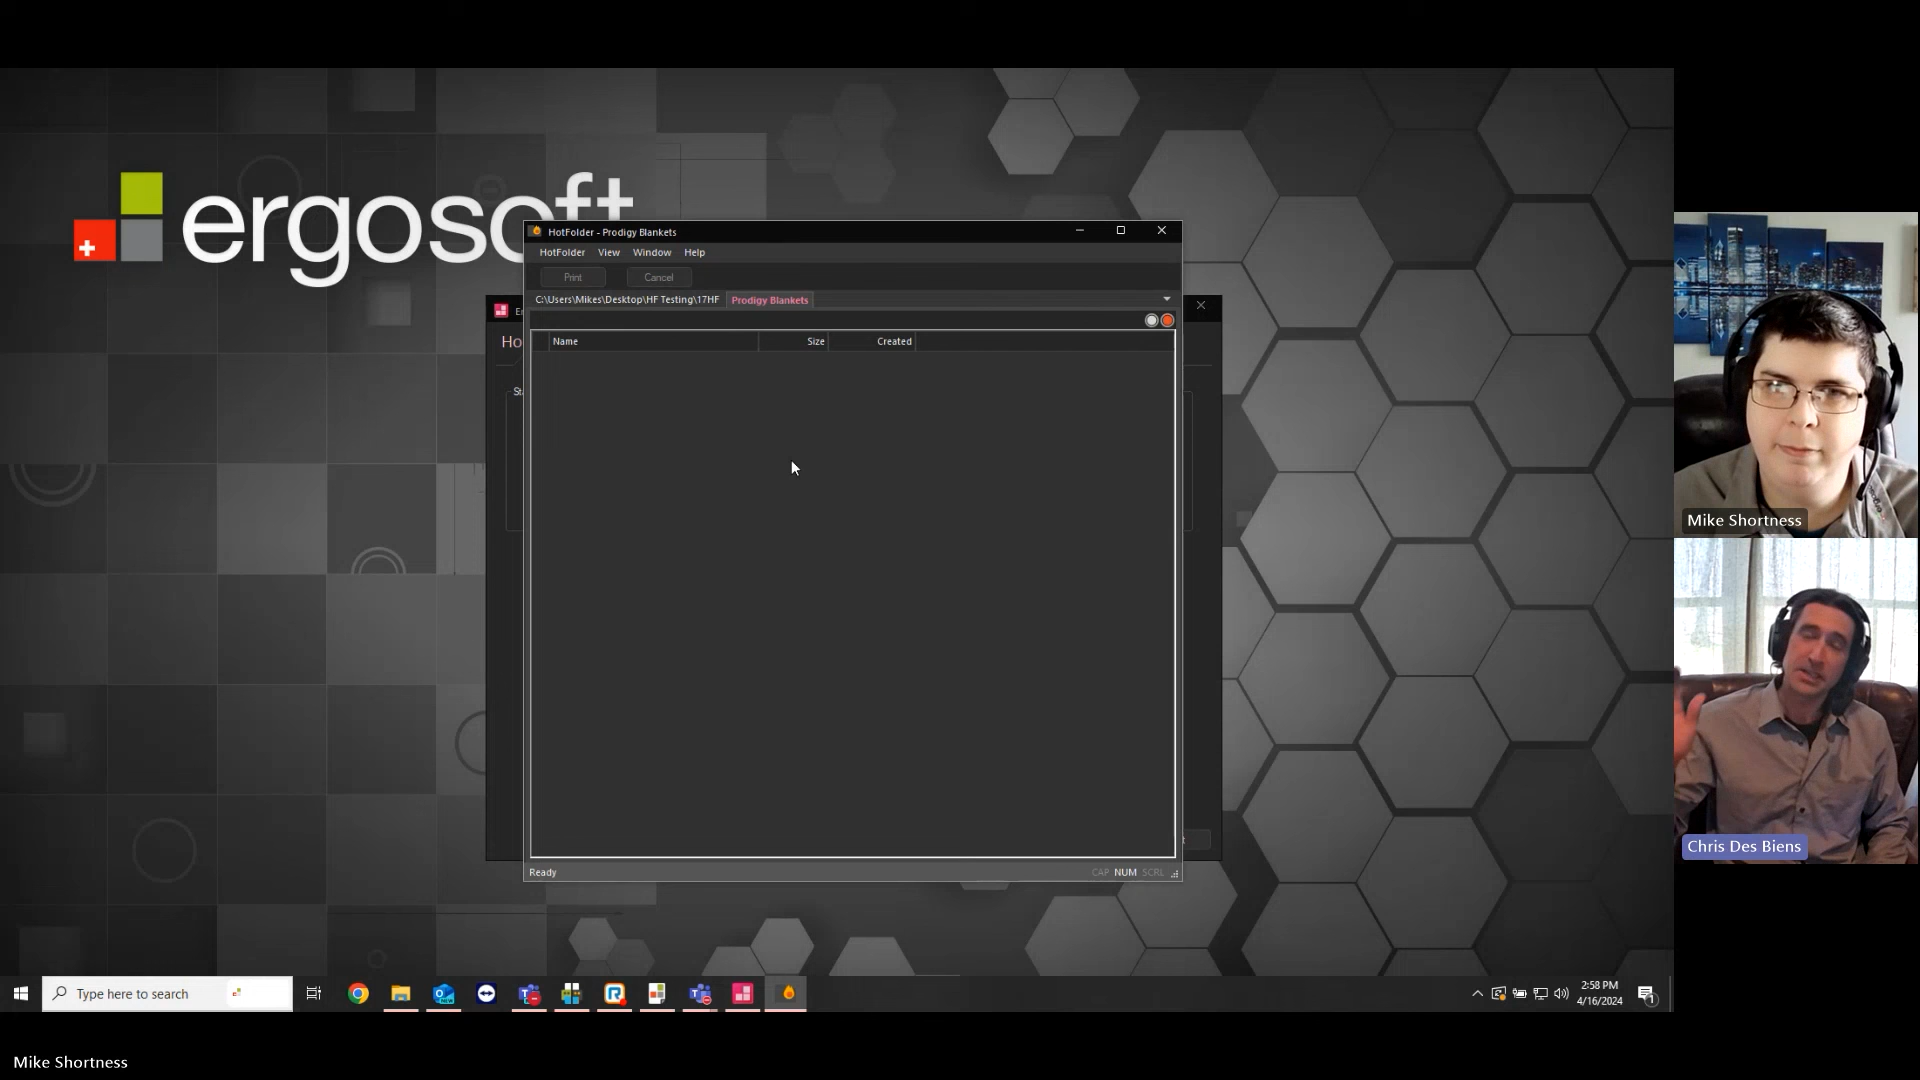 ergosoft
HotFolder - Prodigy Blankets
HotFolder View Window Help
Print Cancel
C:\Users\Mikes\Desktop\HF Testing\17HF Prodigy Blankets
Ho
Name Size Created
Ready
CAP NUM SCRL
Mike Shortness
Chris Des Biens
Type here to search
2:58 PM
4/16/2024
1
Mike Shortness